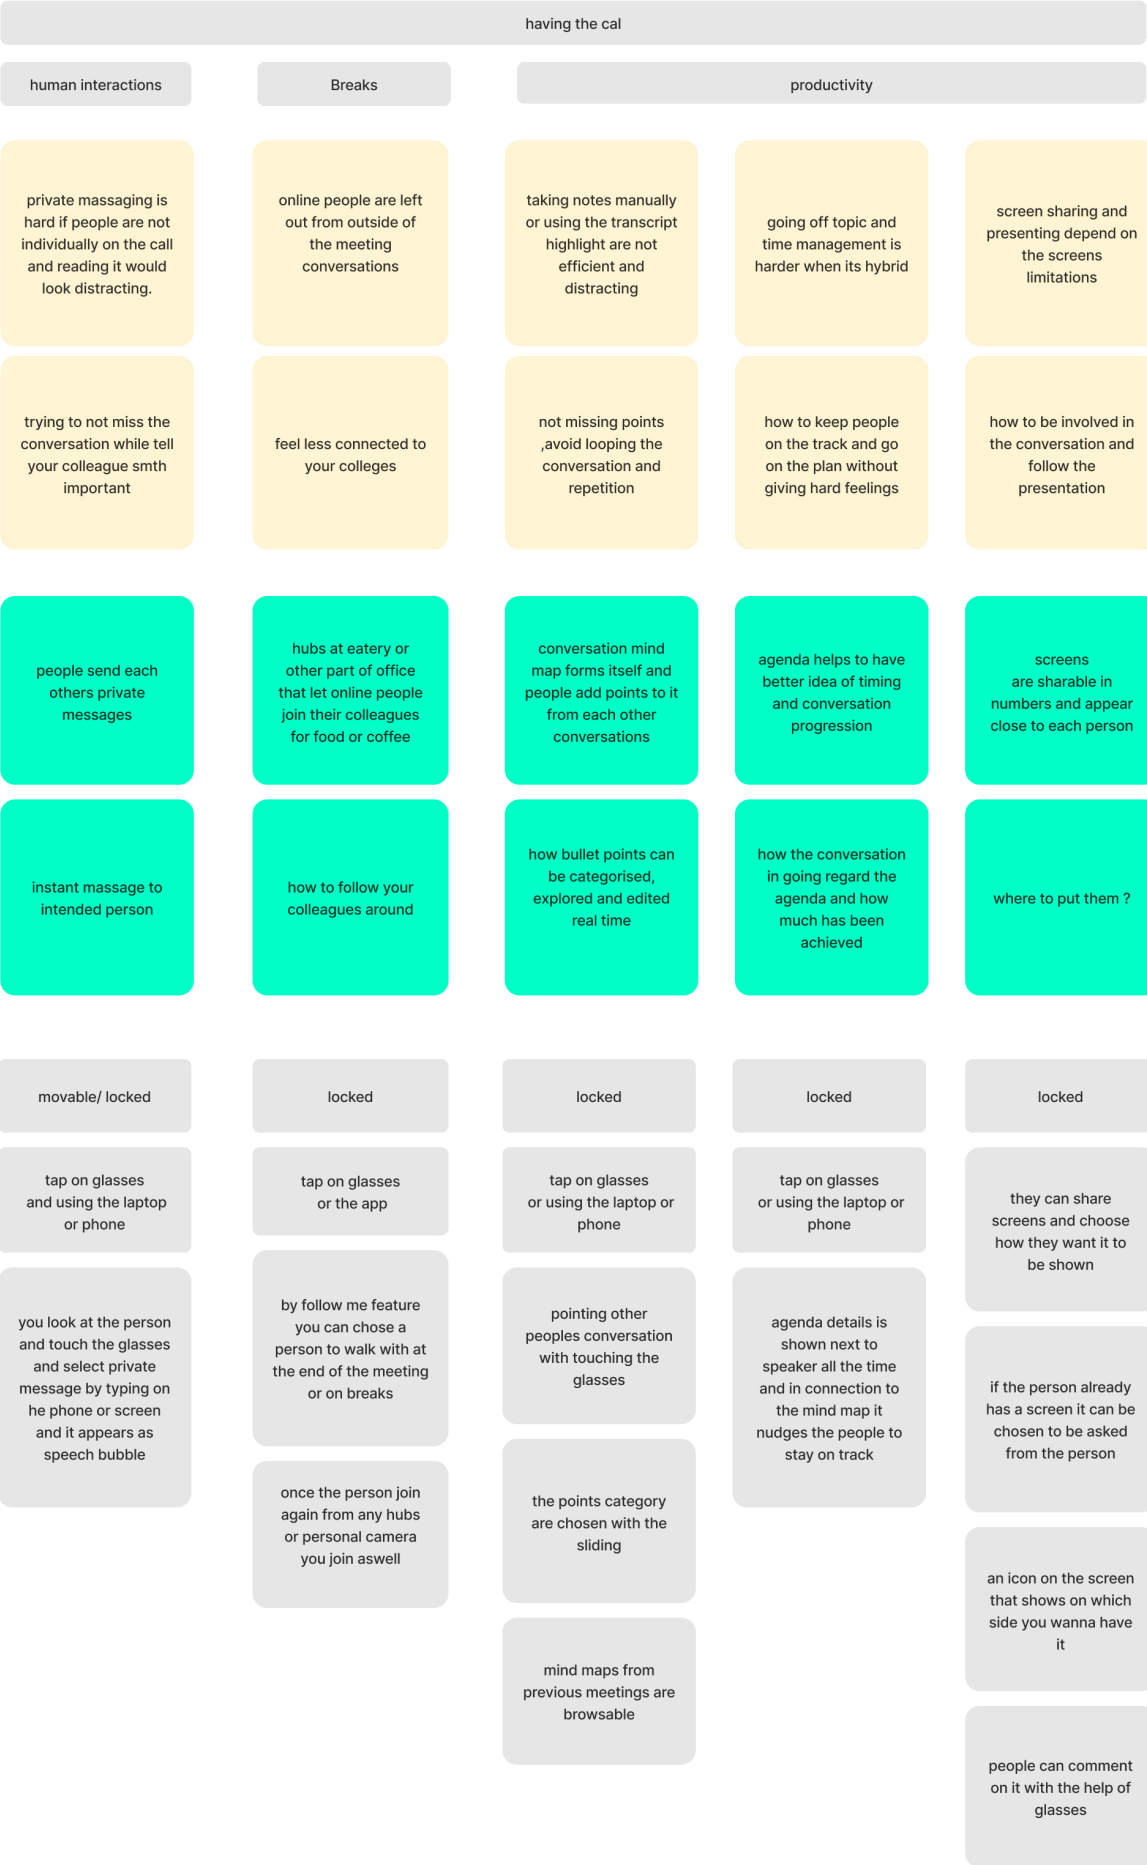 having the cal
human interactions
Breaks
productivity
private massaging is
hard if people are not
individually on the call
and reading it would
look distracting.
online people are left
out from outside of
the meeting
conversations
taking notes manually
or using the transcript
highlight are not
efficient and
distracting
going off topic and
time management is
harder when its hybrid
screen sharing and
presenting depend on
the screens
limitations
trying to not miss the
conversation while tell
your colleague smth
important
feel less connected to
your colleges
not missing points
,avoid looping the
conversation and
repetition
how to keep people
on the track and go
on the plan without
giving hard feelings
how to be involved in
the conversation and
follow the
presentation
people send each
others private
messages
hubs at eatery or
other part of office
that let online people
join their colleagues
for food or coffee
conversation mind
map forms itself and
people add points to it
from each other
conversations
agenda helps to have
better idea of timing
and conversation
progression
screens
are sharable in
numbers and appear
close to each person
instant massage to
intended person
how to follow your
colleagues around
how bullet points can
be categorised,
explored and edited
real time
how the conversation
in going regard the
agenda and how
much has been
achieved
where to put them ?
movable/ locked
locked
locked
locked
locked
tap on glasses
and using the laptop
or phone
tap on glasses
or the app
tap on glasses
or using the laptop or
phone
tap on glasses
or using the laptop or
phone
they can share
screens and choose
how they want it to
be shown
you look at the person
and touch the glasses
and select private
message by typing on
he phone or screen
and it appears as
speech bubble
by follow me feature
you can chose a
person to walk with at
the end of the meeting
or on breaks
pointing other
peoples conversation
with touching the
glasses
agenda details is
shown next to
speaker all the time
and in connection to
the mind map it
nudges the people to
stay on track
if the person already
has a screen it can be
chosen to be asked
from the person
once the person join
again from any hubs
or personal camera
you join aswell
the points category
are chosen with the
sliding
an icon on the screen
that shows on which
side you wanna have
it
mind maps from
previous meetings are
browsable
people can comment
on it with the help of
glasses